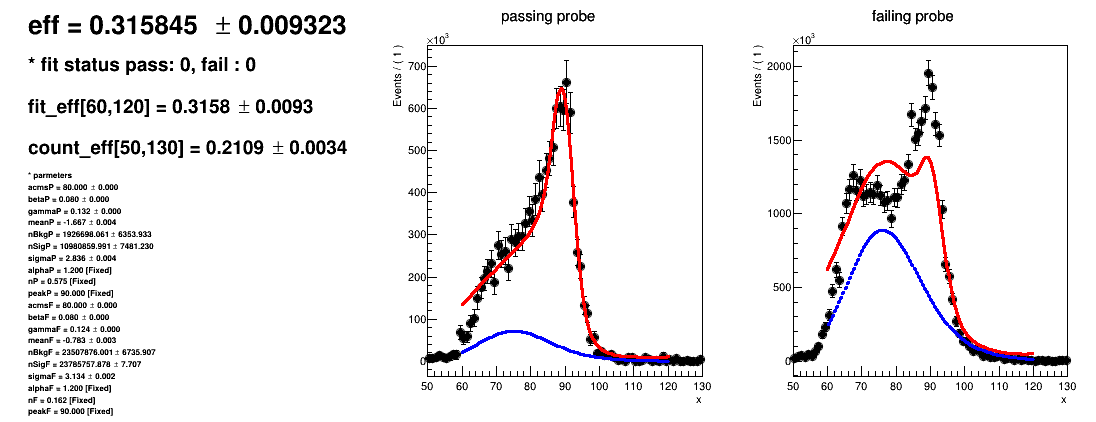 eff = 0.315845 ± 0.009323
* fit status pass: 0, fail : 0
fit_eff[60,120] = 0.3158 ± 0.0093
count_eff[50,130] = 0.2109 ± 0.0034
* parmeters
acmsP = 80.000 ± 0.000
betaP = 0.080 ± 0.000
gammaP = 0.132 ± 0.000
meanP = -1.667 ± 0.004
nBkgP = 1926698.061 ± 6353.933
nSigP = 10980859.991 ± 7481.230
sigmaP = 2.836 ± 0.004
alphaP = 1.200 [Fixed]
nP = 0.575 [Fixed]
peakP = 90.000 [Fixed]
acmsF = 80.000 ± 0.000
betaF = 0.080 ± 0.000
gammaF = 0.124 ± 0.000
meanF = -0.783 ± 0.003
nBkgF = 23507876.001 ± 6735.907
nSigF = 23785757.878 ± 7.707
sigmaF = 3.134 ± 0.002
alphaF = 1.200 [Fixed]
nF = 0.162 [Fixed]
peakF = 90.000 [Fixed]
passing probe
×10³
Events / ( 1 )
700
600
500
400
300
200
100
0
50 60 70 80 90 100 110 120 130
x
failing probe
×10³
Events / ( 1 )
2000
1500
1000
500
0
50 60 70 80 90 100 110 120 130
x